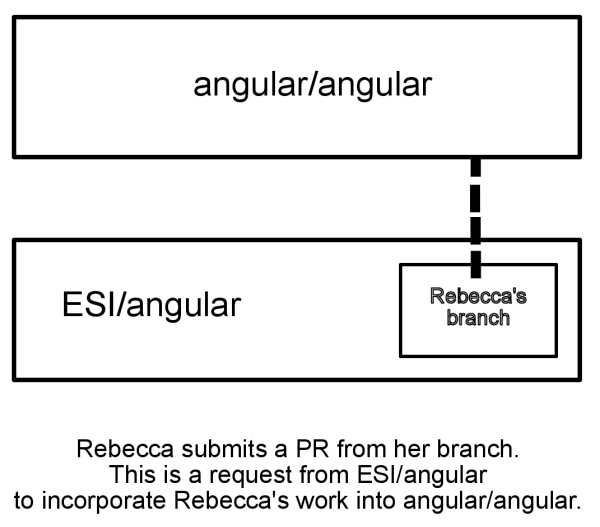 angular/angular
ESI/angular
Rebecca's
branch
Rebecca submits a PR from her branch.
This is a request from ESI/angular
to incorporate Rebecca's work into angular/angular.